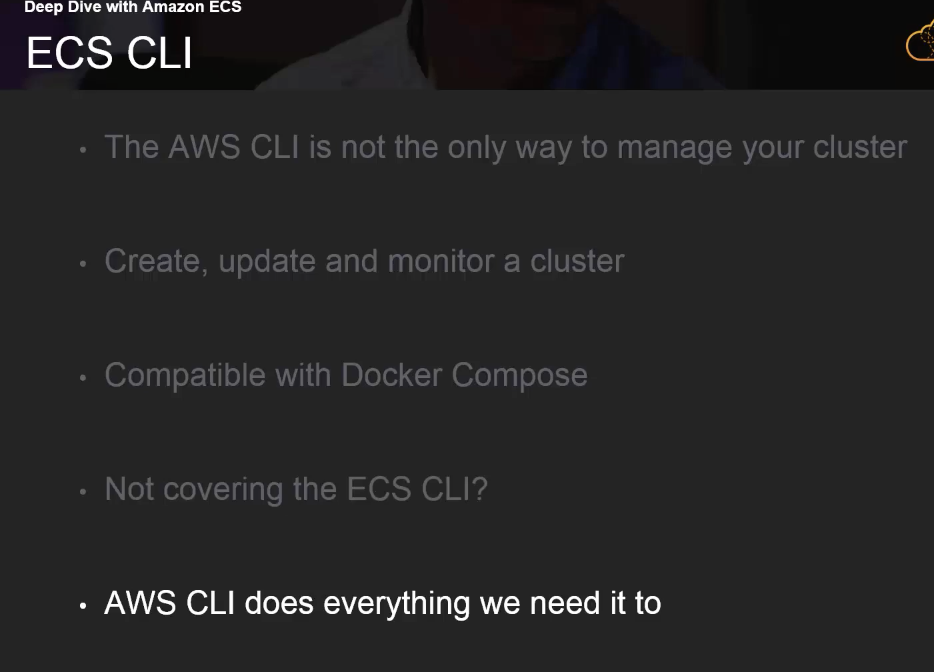 Deep Dive with Amazon ECS
ECS CLI
• The AWS CLI is not the only way to manage your cluster
• Create, update and monitor a cluster
• Compatible with Docker Compose
• Not covering the ECS CLI?
• AWS CLI does everything we need it to